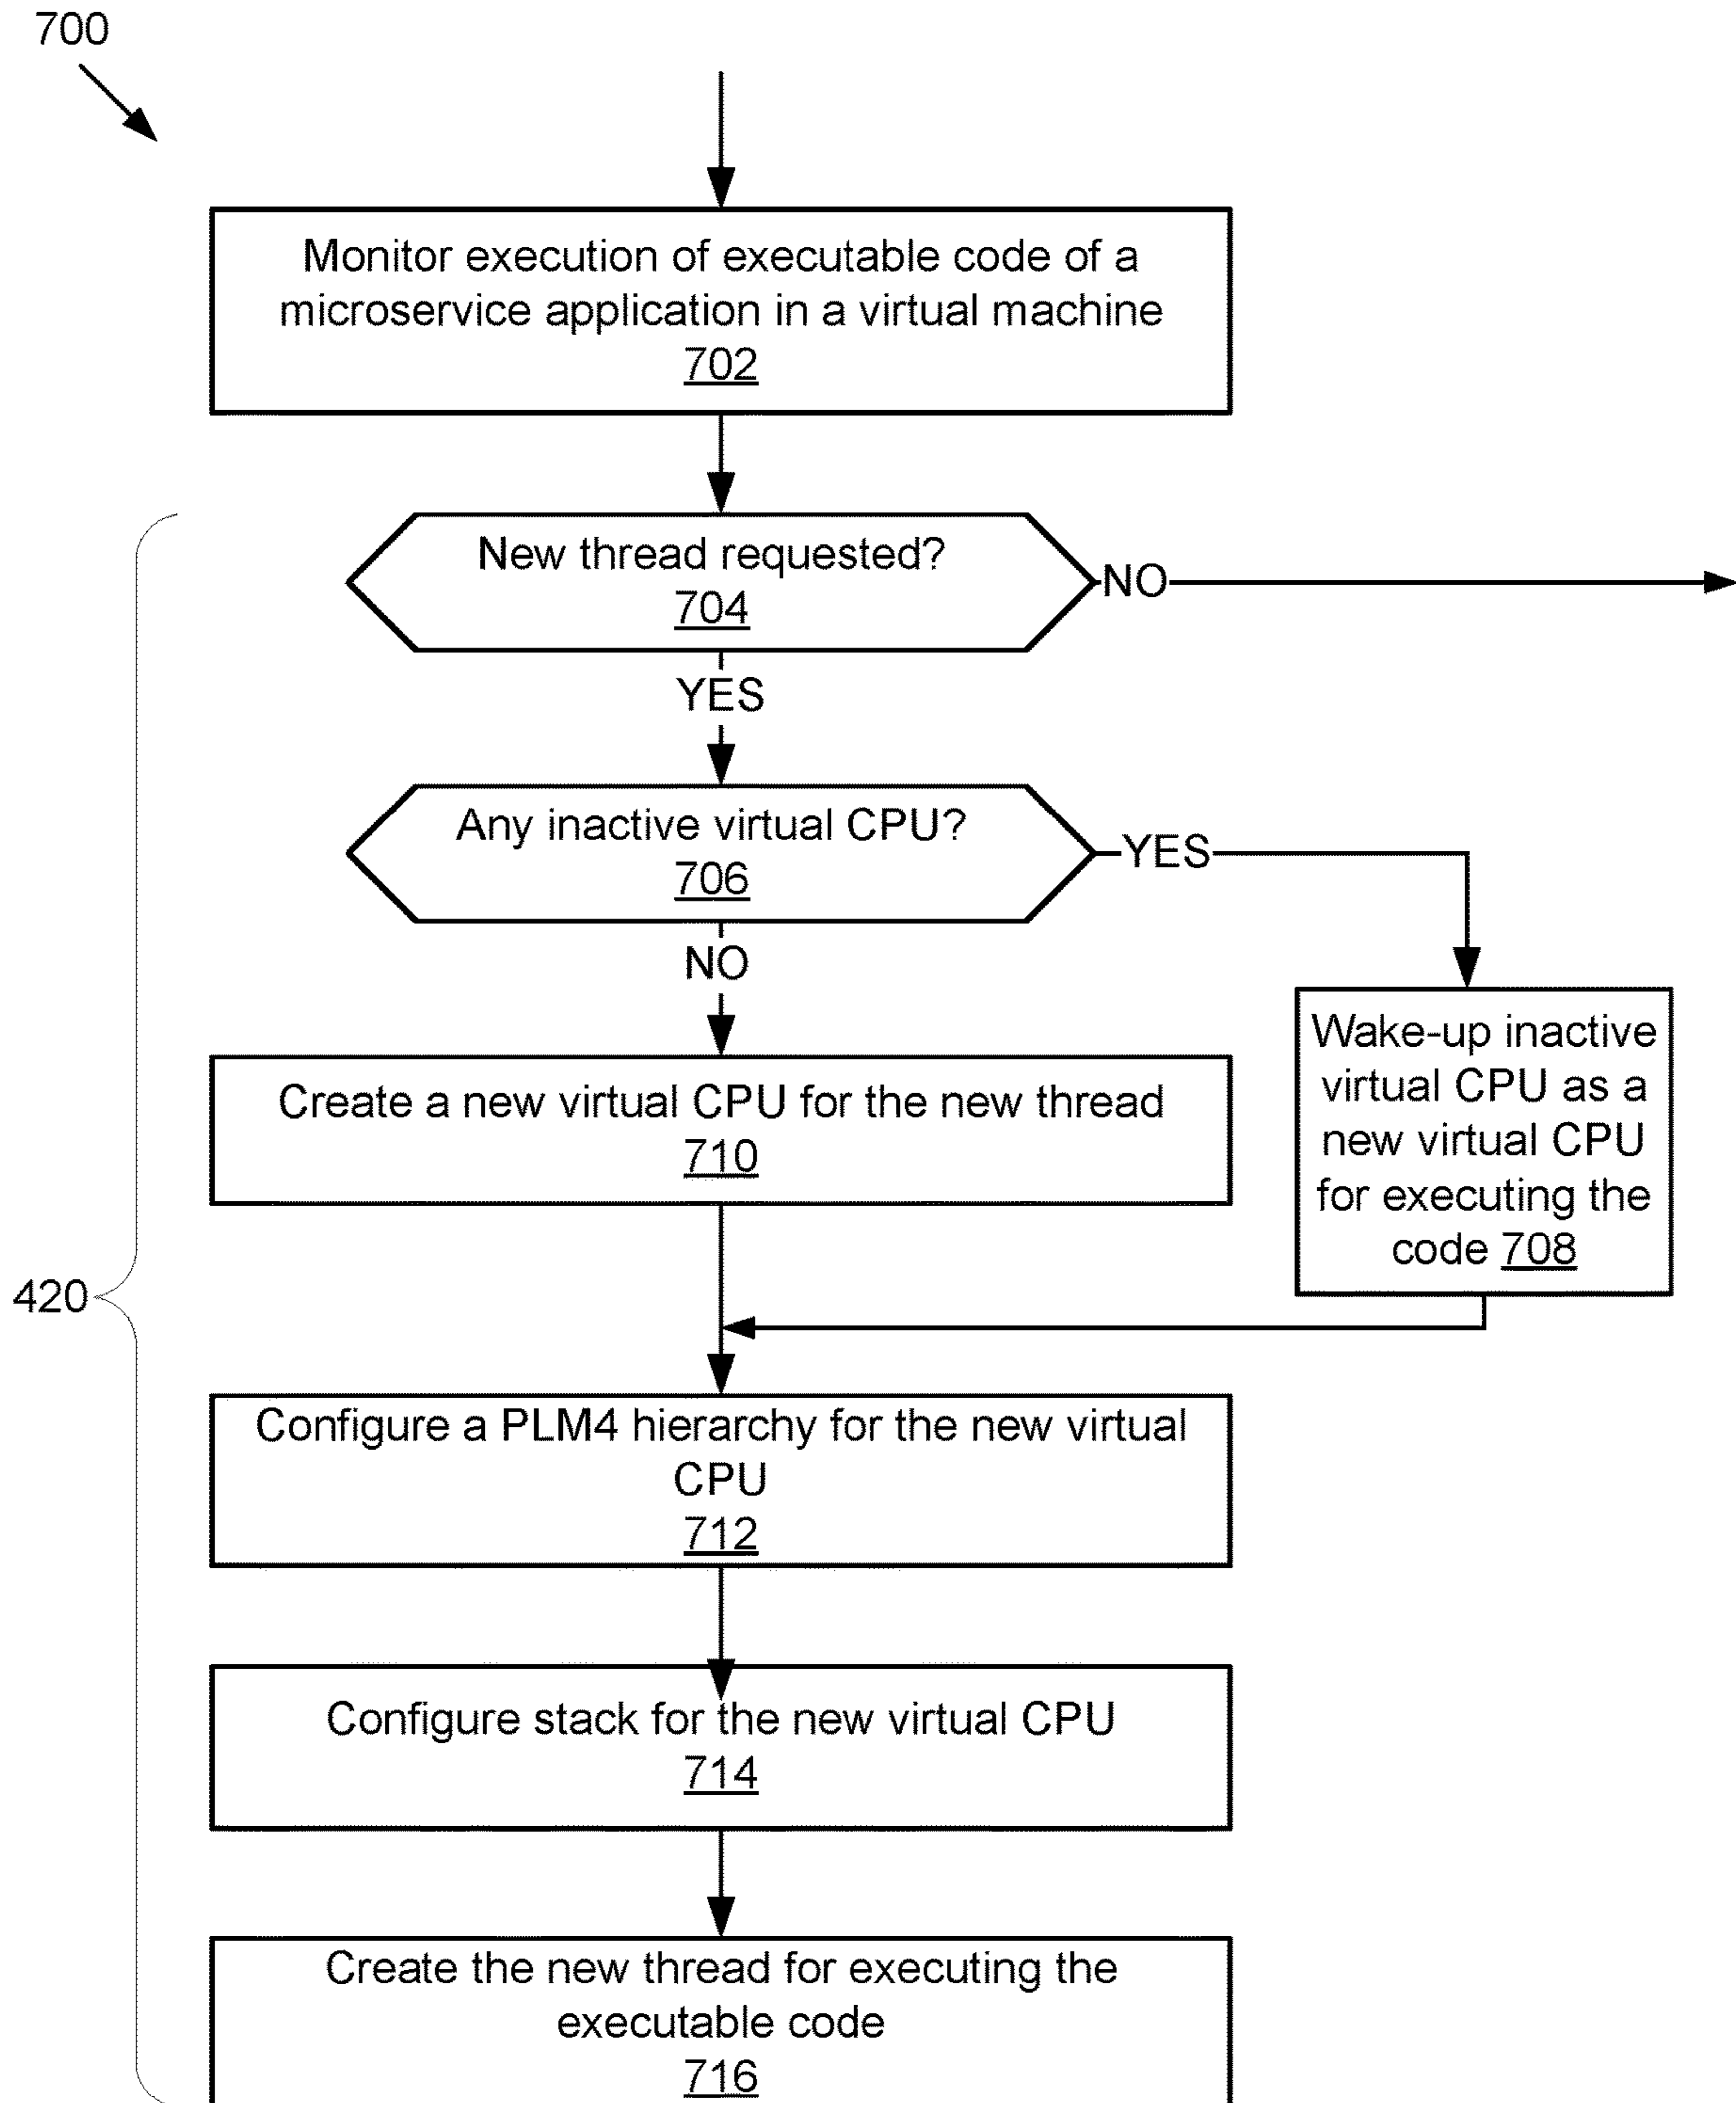 700
Monitor execution of executable code of a
microservice application in a virtual machine
702
New thread requested?
704
NO
YES
Any inactive virtual CPU?
706
YES
NO
Wake-up inactive
virtual CPU as a
new virtual CPU
for executing the
code 708
Create a new virtual CPU for the new thread
710
420
Configure a PLM4 hierarchy for the new virtual
CPU
712
Configure stack for the new virtual CPU
714
Create the new thread for executing the
executable code
716